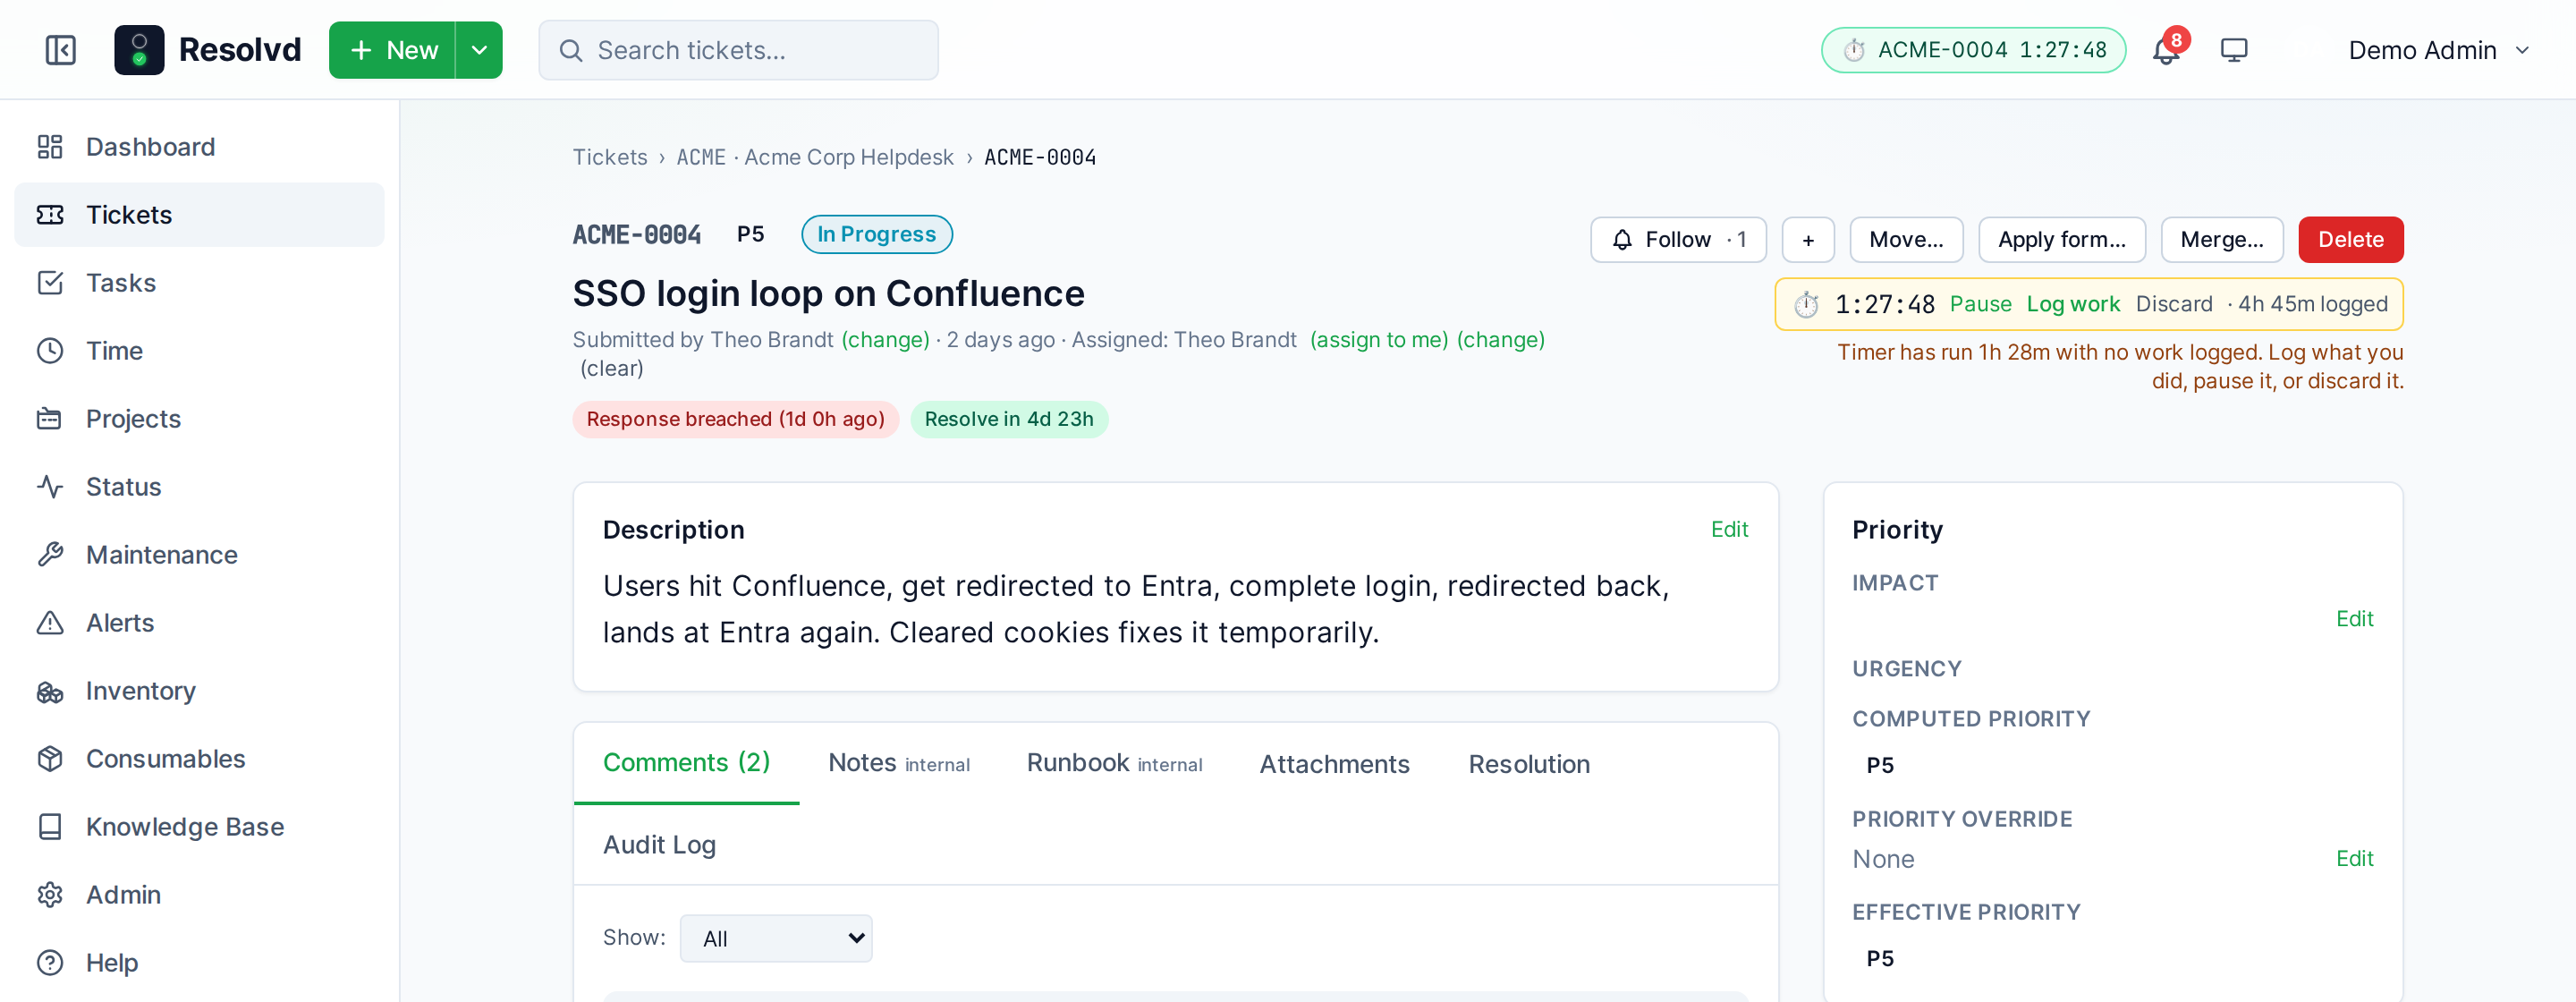 Resolvd
+ New
Search tickets...
ACME-0004 1:27:48
8
Demo Admin
Dashboard
Tickets
Tasks
Time
Projects
Status
Maintenance
Alerts
Inventory
Consumables
Knowledge Base
Admin
Help
Tickets › ACME · Acme Corp Helpdesk › ACME-0004
ACME-0004 P5 In Progress
SSO login loop on Confluence
Submitted by Theo Brandt (change) · 2 days ago · Assigned: Theo Brandt (assign to me) (change)
(clear)
Response breached (1d 0h ago) Resolve in 4d 23h
Follow · 1
+
Move...
Apply form...
Merge...
Delete
1:27:48 Pause Log work Discard · 4h 45m logged
Timer has run 1h 28m with no work logged. Log what you
did, pause it, or discard it.
Description
Edit
Users hit Confluence, get redirected to Entra, complete login, redirected back,
lands at Entra again. Cleared cookies fixes it temporarily.
Comments (2)
Notes internal
Runbook internal
Attachments
Resolution
Audit Log
Show: All
Priority
IMPACT
Edit
URGENCY
COMPUTED PRIORITY
P5
PRIORITY OVERRIDE
None
Edit
EFFECTIVE PRIORITY
P5